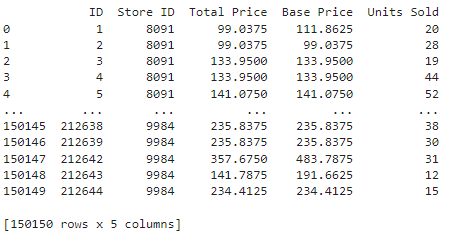 ID Store ID Total Price Base Price Units Sold
0 1 8091 99.0375 111.8625 20
1 2 8091 99.0375 99.0375 28
2 3 8091 133.9500 133.9500 19
3 4 8091 133.9500 133.9500 44
4 5 8091 141.0750 141.0750 52
... ... ... ... ... ...
150145 212638 9984 235.8375 235.8375 38
150146 212639 9984 235.8375 235.8375 30
150147 212642 9984 357.6750 483.7875 31
150148 212643 9984 141.7875 191.6625 12
150149 212644 9984 234.4125 234.4125 15
[150150 rows x 5 columns]